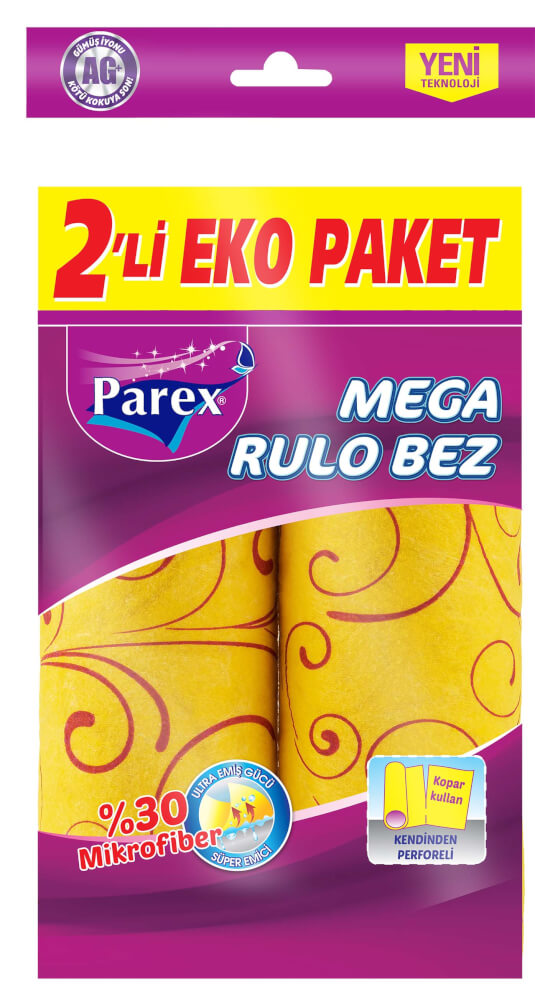 GÜMÜŞ İYONU
AG+
KÖTÜ KOKUYA SON!
YENİ
TEKNOLOJİ
2'Lİ EKO PAKET
Parex®
MEGA
RULO BEZ
%30
Mikrofiber
ULTRA EMİŞ GÜCÜ
SÜPER EMİCİ
Kopar
kullan
KENDİNDEN
PERFORELİ